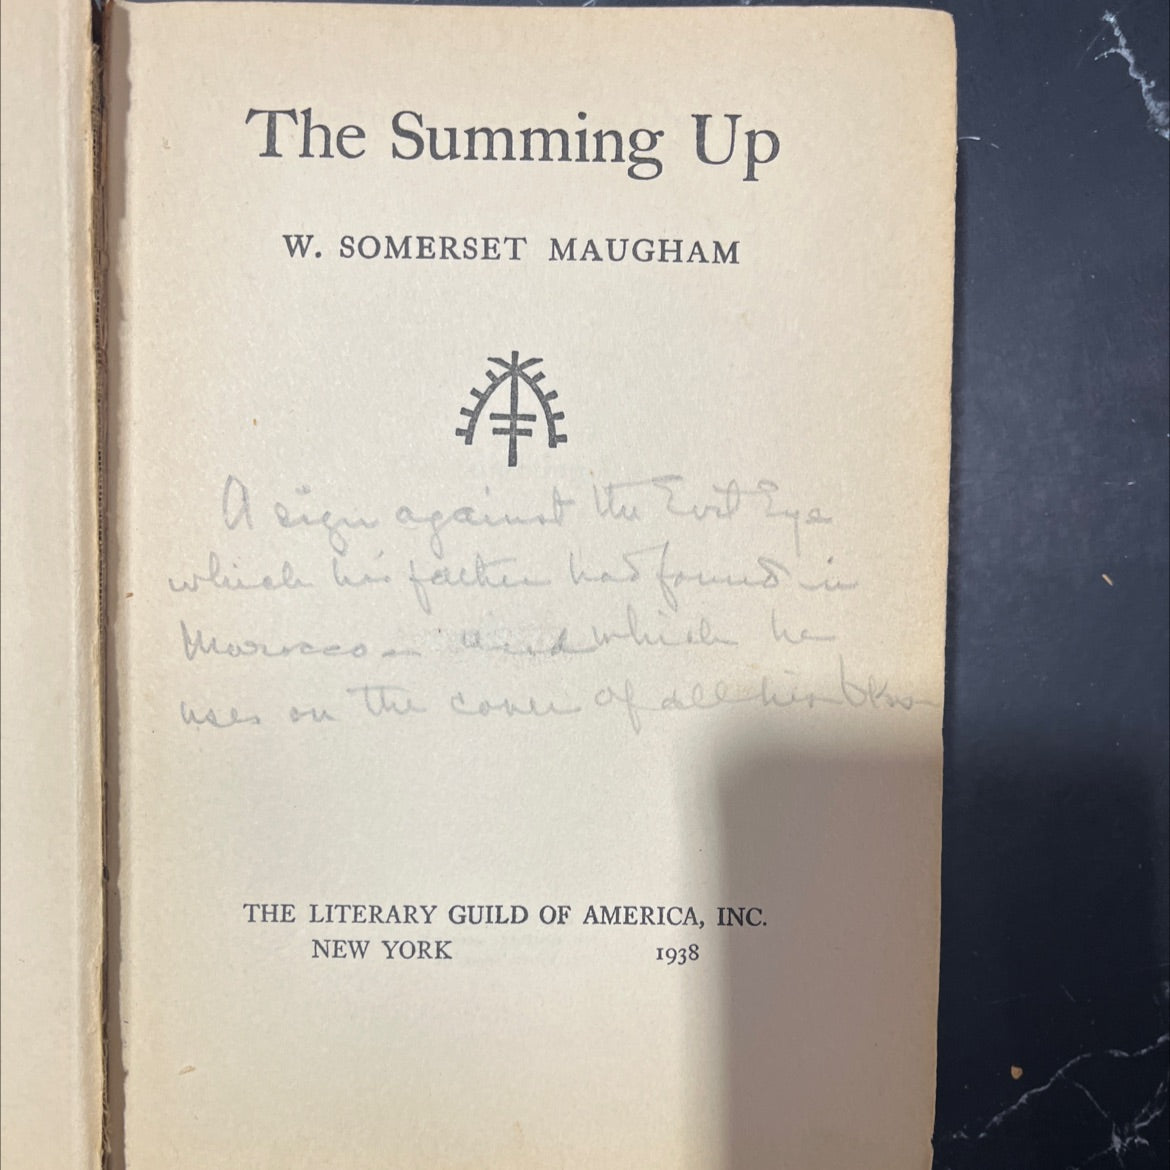 The Summing Up
W. SOMERSET MAUGHAM
A sign against the Evil Eye
which his father had found in
Morocco – and which he
uses on the cover of all his bks
THE LITERARY GUILD OF AMERICA, INC.
NEW YORK 1938